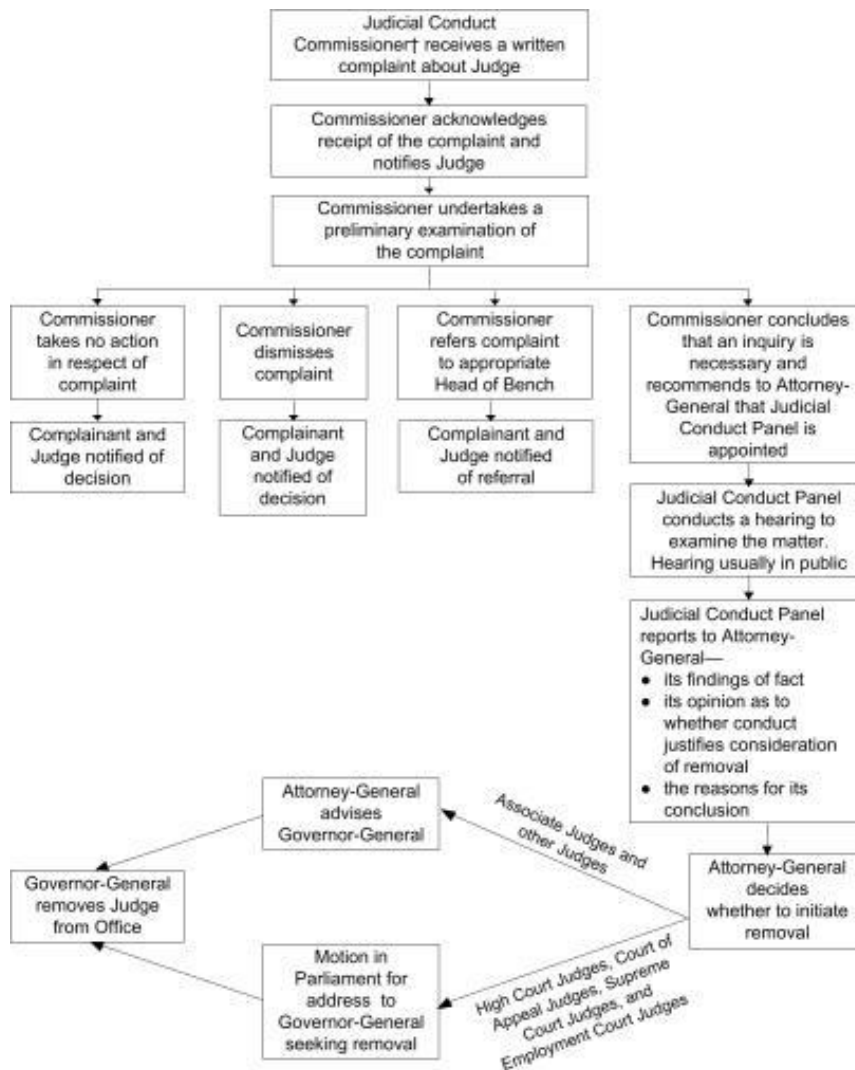 Judicial Conduct
Commissioner† receives a written
complaint about Judge
Commissioner acknowledges
receipt of the complaint and
notifies Judge
Commissioner undertakes a
preliminary examination of
the complaint
Commissioner
takes no action
in respect of
complaint
Commissioner
dismisses
complaint
Commissioner
refers complaint
to appropriate
Head of Bench
Commissioner concludes
that an inquiry is
necessary and
recommends to Attorney-
General that Judicial
Conduct Panel is
appointed
Complainant and
Judge notified of
decision
Complainant
and Judge
notified of
decision
Complainant and
Judge notified
of referral
Judicial Conduct Panel
conducts a hearing to
examine the matter.
Hearing usually in public
Judicial Conduct Panel
reports to Attorney-
General—
● its findings of fact
● its opinion as to
whether conduct
justifies consideration
of removal
● the reasons for its
conclusion
Attorney-General
decides
whether to initiate
removal
Associate Judges and
other Judges
Attorney-General
advises
Governor-General
High Court Judges, Court of
Appeal Judges, Supreme
Court Judges, and
Employment Court Judges
Motion in
Parliament for
address to
Governor-General
seeking removal
Governor-General
removes Judge
from Office